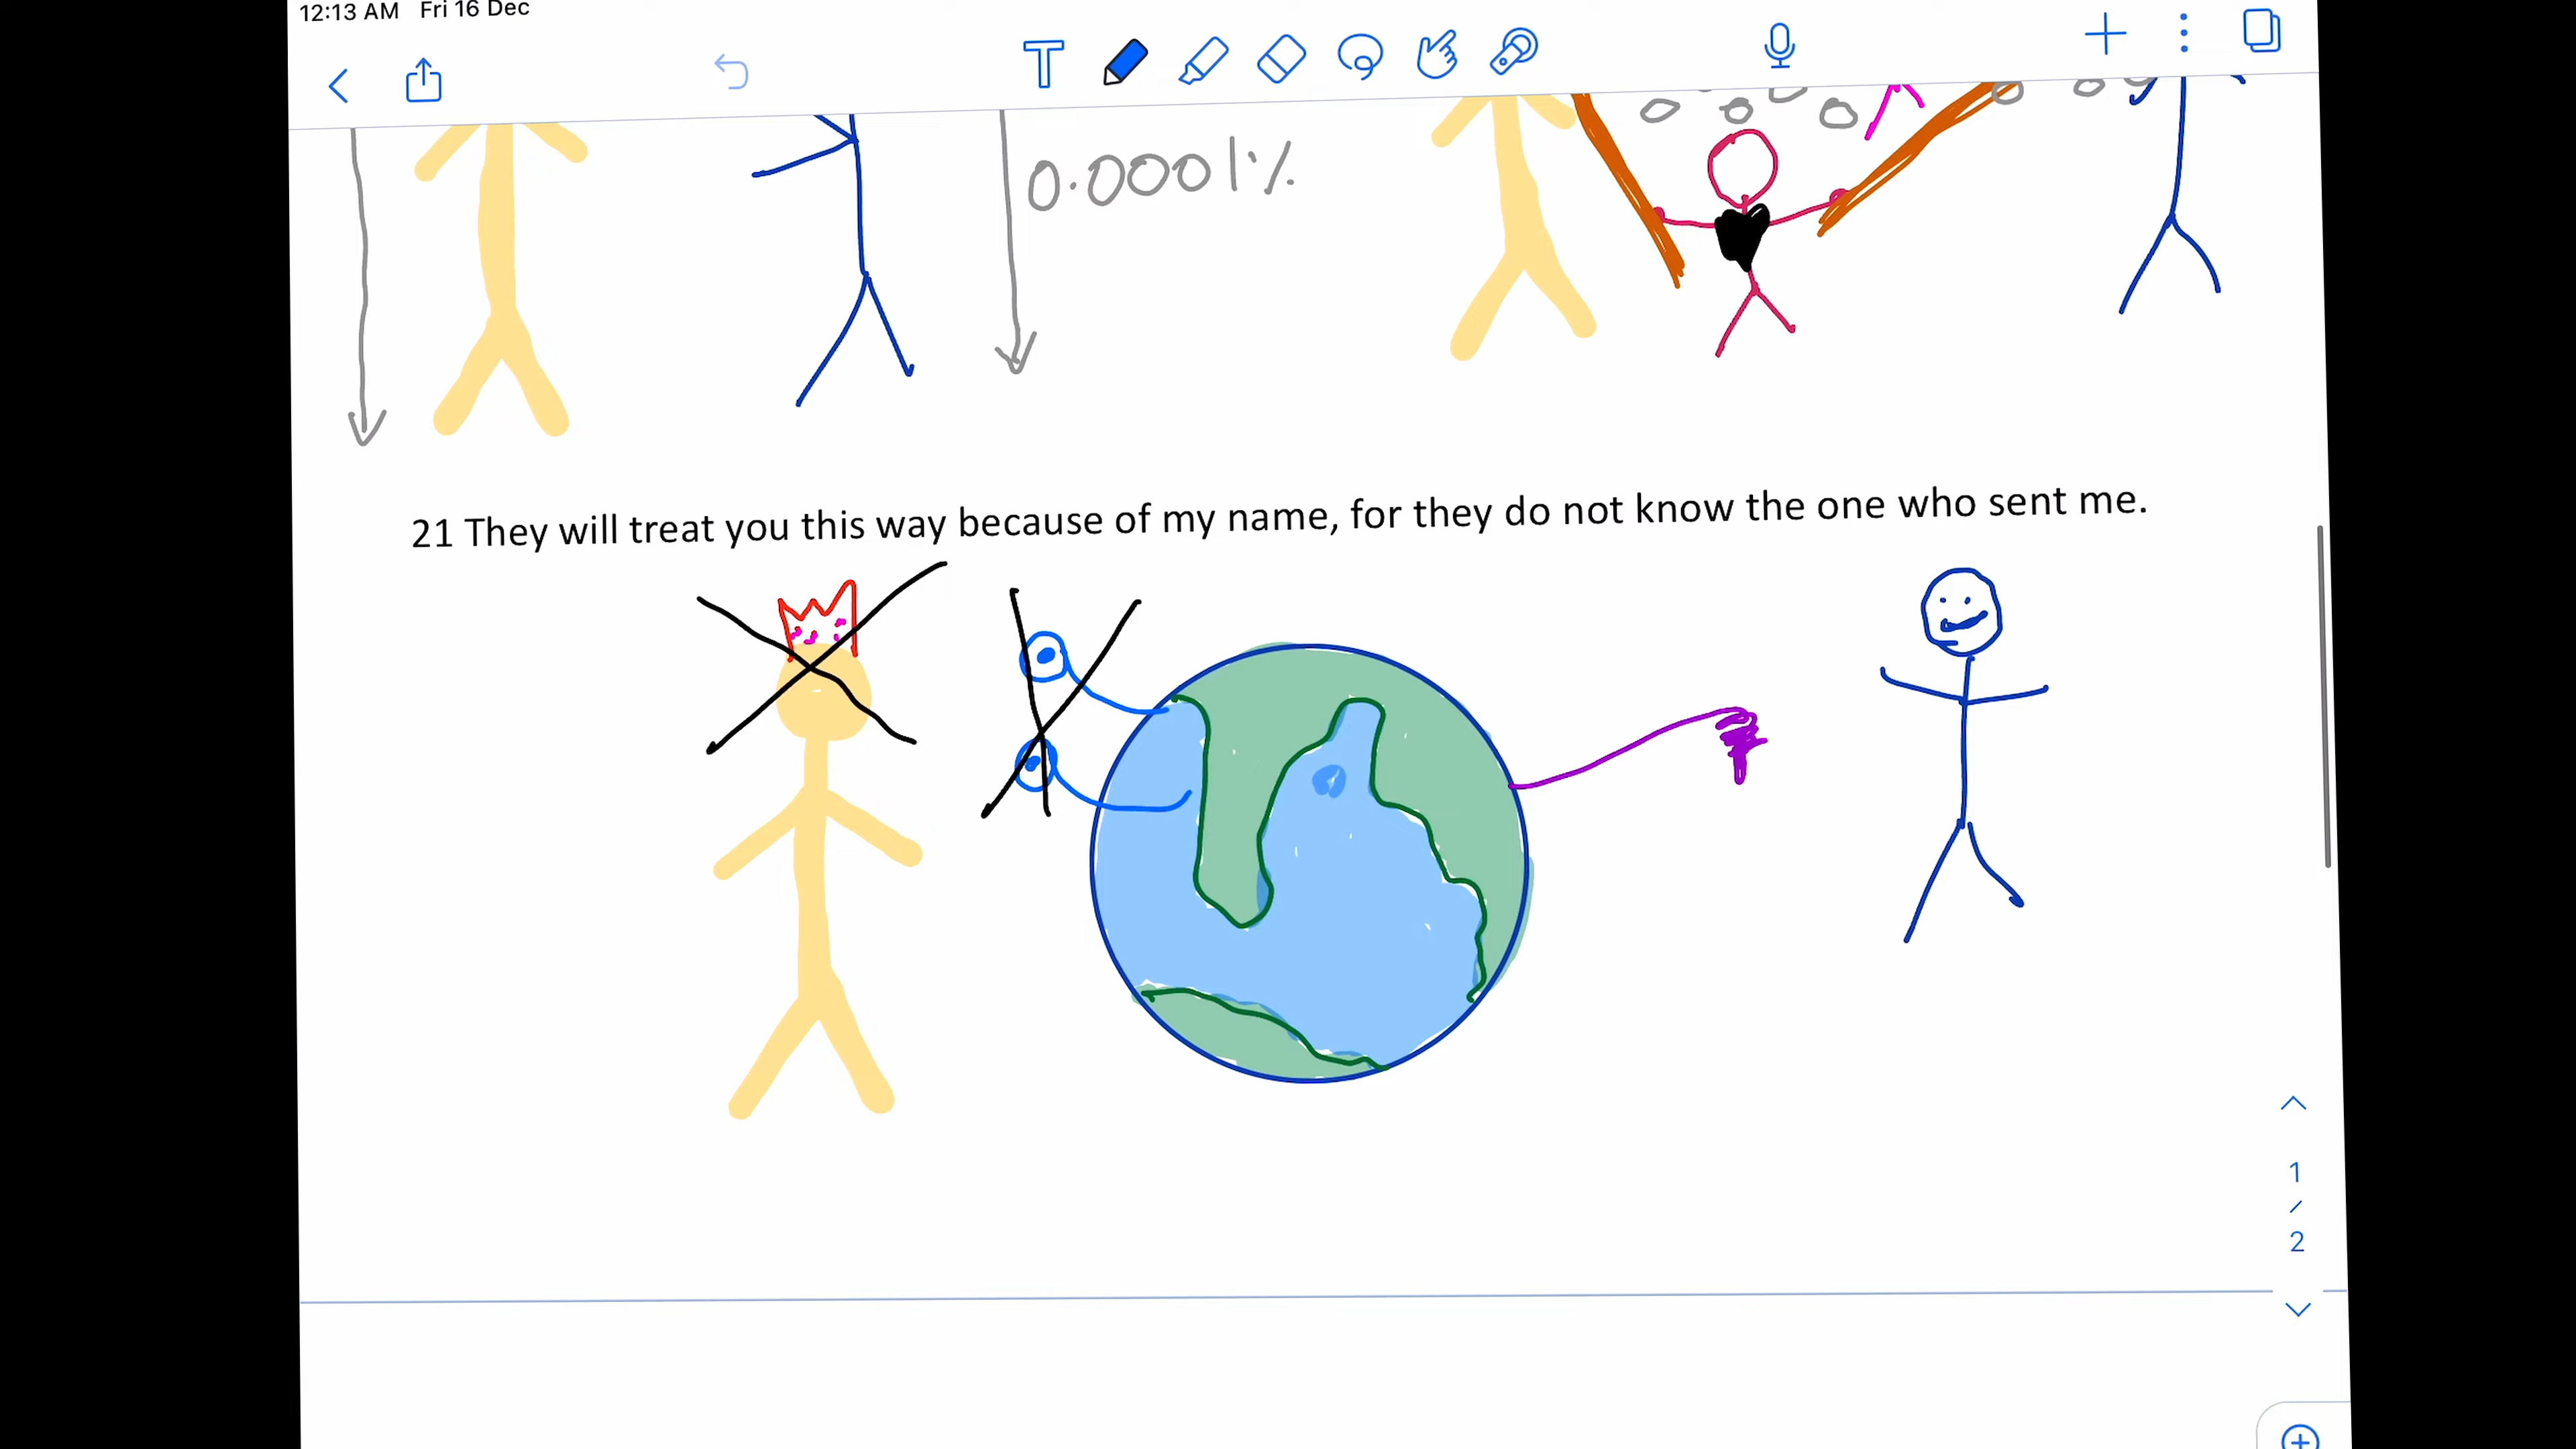 12:13 AM Fri 16 Dec
T
0.0001%
21 They will treat you this way because of my name, for they do not know the one who sent me.
1
/
2